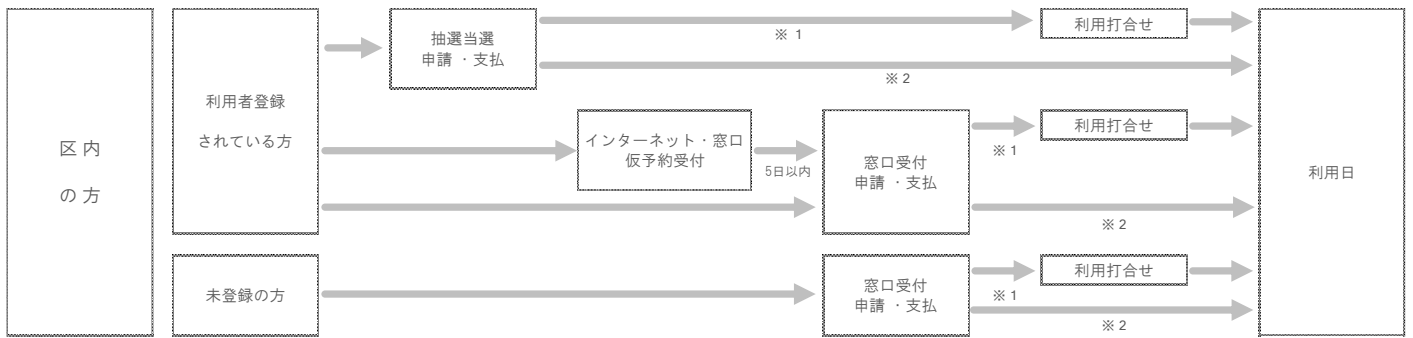 区内
の方
利用者登録
されている方
抽選当選
申請・支払
※1
利用打合せ
※2
インターネット・窓口
仮予約受付
5日以内
窓口受付
申請・支払
※1
利用打合せ
※2
未登録の方
窓口受付
申請・支払
※1
利用打合せ
※2
利用日